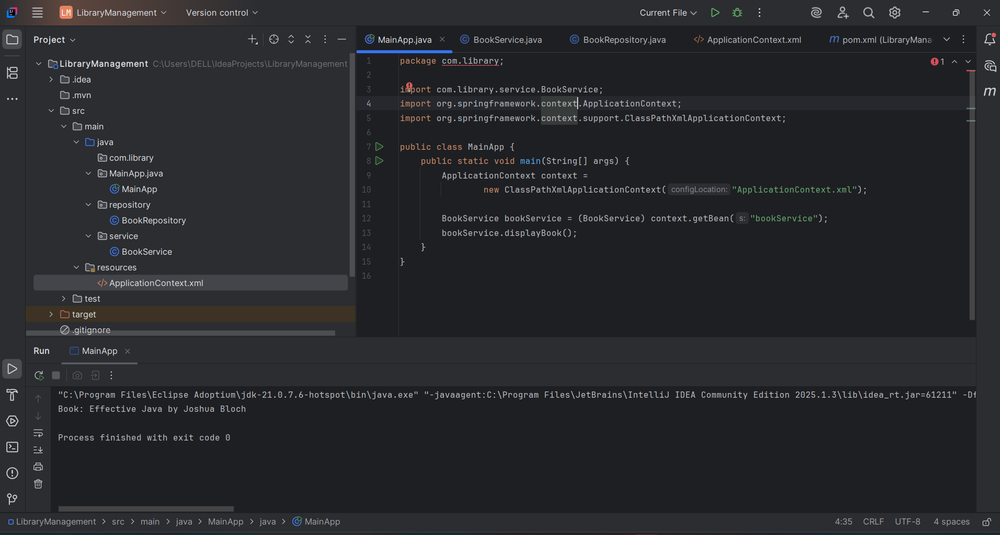 LM LibraryManagement Version control Current File
Project
MainApp.java BookService.java BookRepository.java </> ApplicationContext.xml m pom.xml (LibraryMana
LibraryManagement C:\Users\DELL\IdeaProjects\LibraryManagement
.idea
.mvn
src
main
java
com.library
MainApp.java
MainApp
repository
BookRepository
service
BookService
resources
</> ApplicationContext.xml
test
target
.gitignore
1 package com.library;
1
2
3 import com.library.service.BookService;
4 import org.springframework.context.ApplicationContext;
5 import org.springframework.context.support.ClassPathXmlApplicationContext;
6
7 public class MainApp {
8 public static void main(String[] args) {
9 ApplicationContext context =
10 new ClassPathXmlApplicationContext( configLocation: "ApplicationContext.xml");
11
12 BookService bookService = (BookService) context.getBean( s: "bookService");
13 bookService.displayBook();
14 }
15 }
16
m
Run MainApp
"C:\Program Files\Eclipse Adoptium\jdk-21.0.7.6-hotspot\bin\java.exe" "-javaagent:C:\Program Files\JetBrains\IntelliJ IDEA Community Edition 2025.1.3\lib\idea_rt.jar=61211" -Df
Book: Effective Java by Joshua Bloch
Process finished with exit code 0
LibraryManagement > src > main > java > MainApp > java > MainApp 4:35 CRLF UTF-8 4 spaces